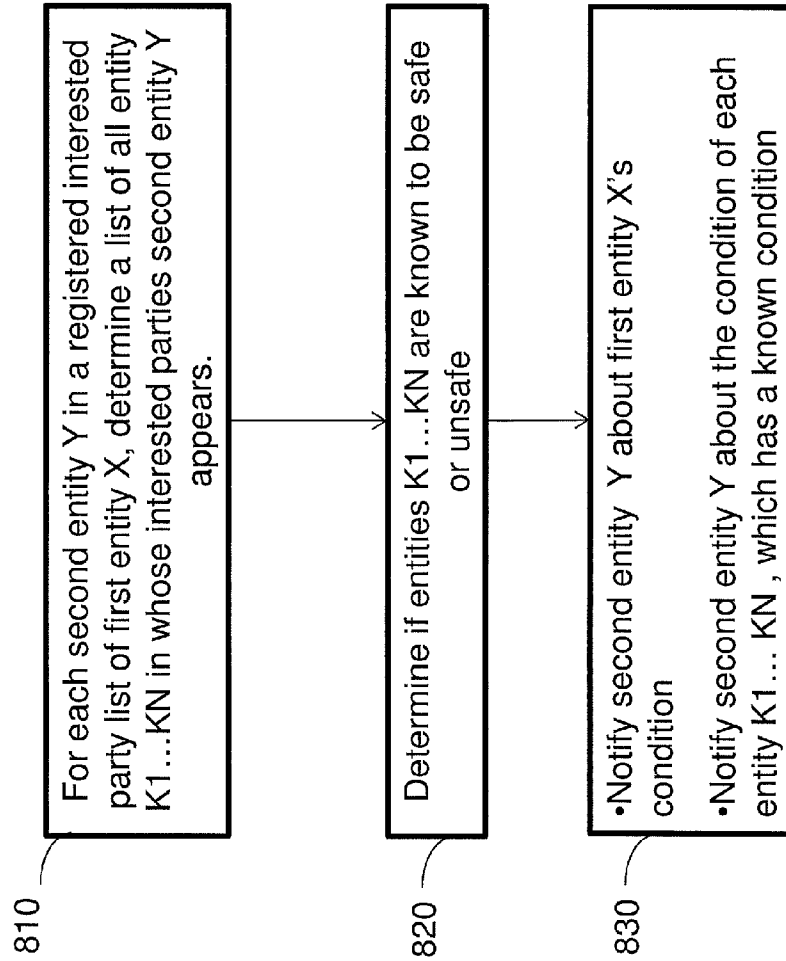 810
For each second entity Y in a registered interested
party list of first entity X, determine a list of all entity
K1...KN in whose interested parties second entity Y
appears.
820
Determine if entities K1...KN are known to be safe
or unsafe
830
•Notify second entity Y about first entity X's
condition
•Notify second entity Y about the condition of each
entity K1... KN , which has a known condition